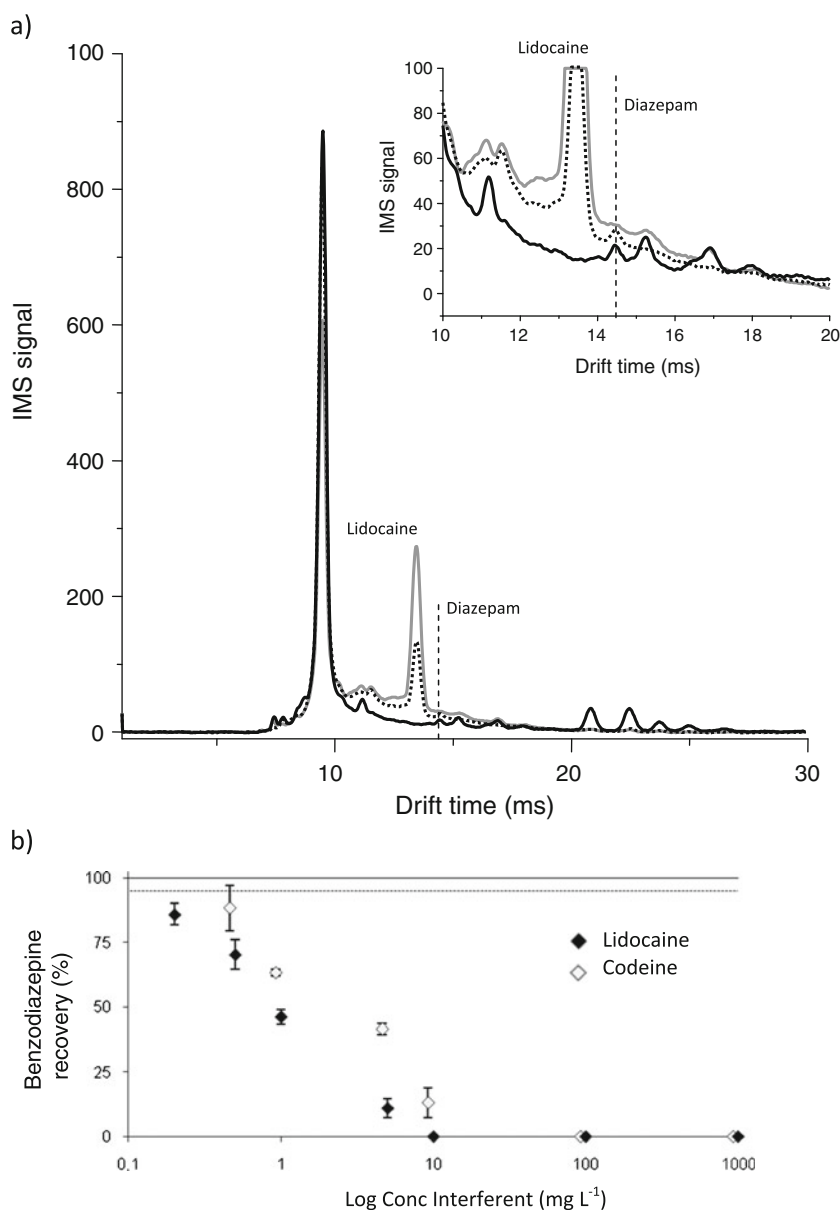 a)
100
800
600
400
200
0
IMS signal
10
20
30
Drift time (ms)
Lidocaine
Diazepam
Lidocaine
Diazepam
100
80
60
40
20
0
IMS signal
10
12
14
16
18
20
Drift time (ms)
b)
100
75
50
25
0
Benzodiazepine
recovery (%)
Lidocaine
Codeine
0.1
1
10
100
1000
Log Conc Interferent (mg L⁻¹)